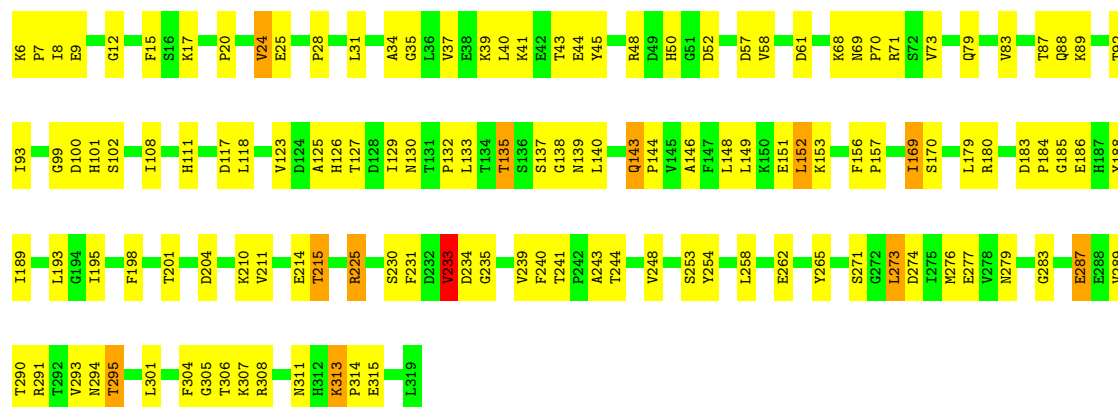 K6 P7 I8 E9 G12 F15 S16 K17 P20 V24 E25 P28 L31 A34 G35 L36 V37 E38 K39 L40 K41 E42 T43 E44 Y45 R48 D49 H50 G51 D52 D57 V58 D61 K68 N69 P70 R71 S72 V73 Q79 V83 T87 Q88 K89 T92
I93 G99 D100 H101 S102 I108 H111 D117 L118 V123 D124 A125 H126 T127 D128 I129 N130 T131 P132 L133 T134 T135 S136 S137 G138 N139 L140 Q143 P144 V145 A146 F147 L148 L149 K150 E151 L152 K153 F156 P157 I169 S170 L179 R180 D183 P184 G185 E186 H187 Y188
I189 L193 G194 I195 F198 T201 D204 K210 V211 E214 T215 R225 S230 F231 D232 V233 D234 G235 V239 F240 T241 P242 A243 T244 V248 S253 Y254 L258 E262 Y265 S271 G272 L273 D274 I275 M276 E277 V278 N279 G283 E287 E288 V289
T290 R291 T292 V293 N294 T295 L301 F304 G305 T306 K307 R308 N311 H312 K313 P314 E315 L319